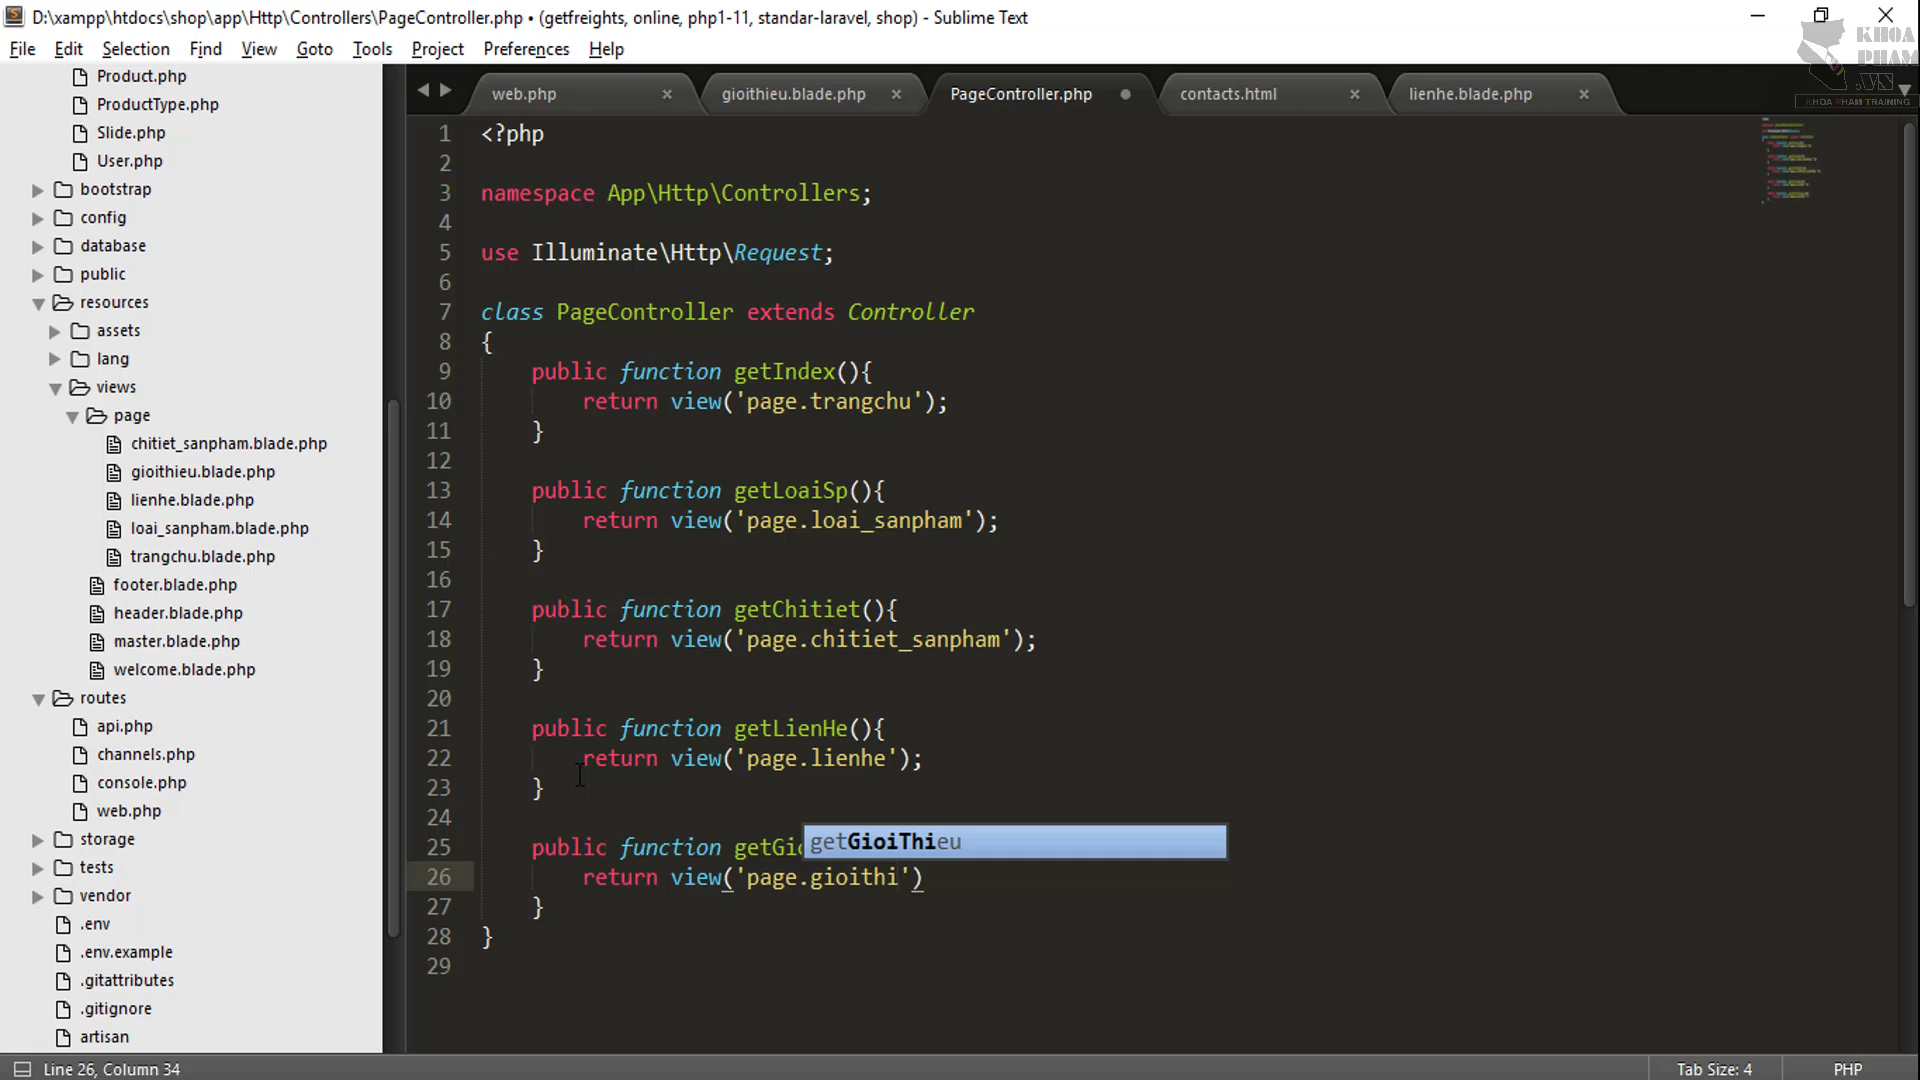 D:\xampp\htdocs\shop\app\Http\Controllers\PageController.php • (getfreights, online, php1-11, standar-laravel, shop) - Sublime Text
File Edit Selection Find View Goto Tools Project Preferences Help
KHOA PHAM .VN
KHOA PHAM TRAINING
web.php gioithieu.blade.php PageController.php contacts.html lienhe.blade.php
Product.php
ProductType.php
Slide.php
User.php
bootstrap
config
database
public
resources
assets
lang
views
page
chitiet_sanpham.blade.php
gioithieu.blade.php
lienhe.blade.php
loai_sanpham.blade.php
trangchu.blade.php
footer.blade.php
header.blade.php
master.blade.php
welcome.blade.php
routes
api.php
channels.php
console.php
web.php
storage
tests
vendor
.env
.env.example
.gitattributes
.gitignore
artisan
1 <?php
2
3 namespace App\Http\Controllers;
4
5 use Illuminate\Http\Request;
6
7 class PageController extends Controller
8 {
9 public function getIndex(){
10 return view('page.trangchu');
11 }
12
13 public function getLoaiSp(){
14 return view('page.loai_sanpham');
15 }
16
17 public function getChitiet(){
18 return view('page.chitiet_sanpham');
19 }
20
21 public function getLienHe(){
22 return view('page.lienhe');
23 }
24
25 public function getGio
getGioiThieu
26 return view('page.gioithi')
27 }
28 }
29
Line 26, Column 34 Tab Size: 4 PHP